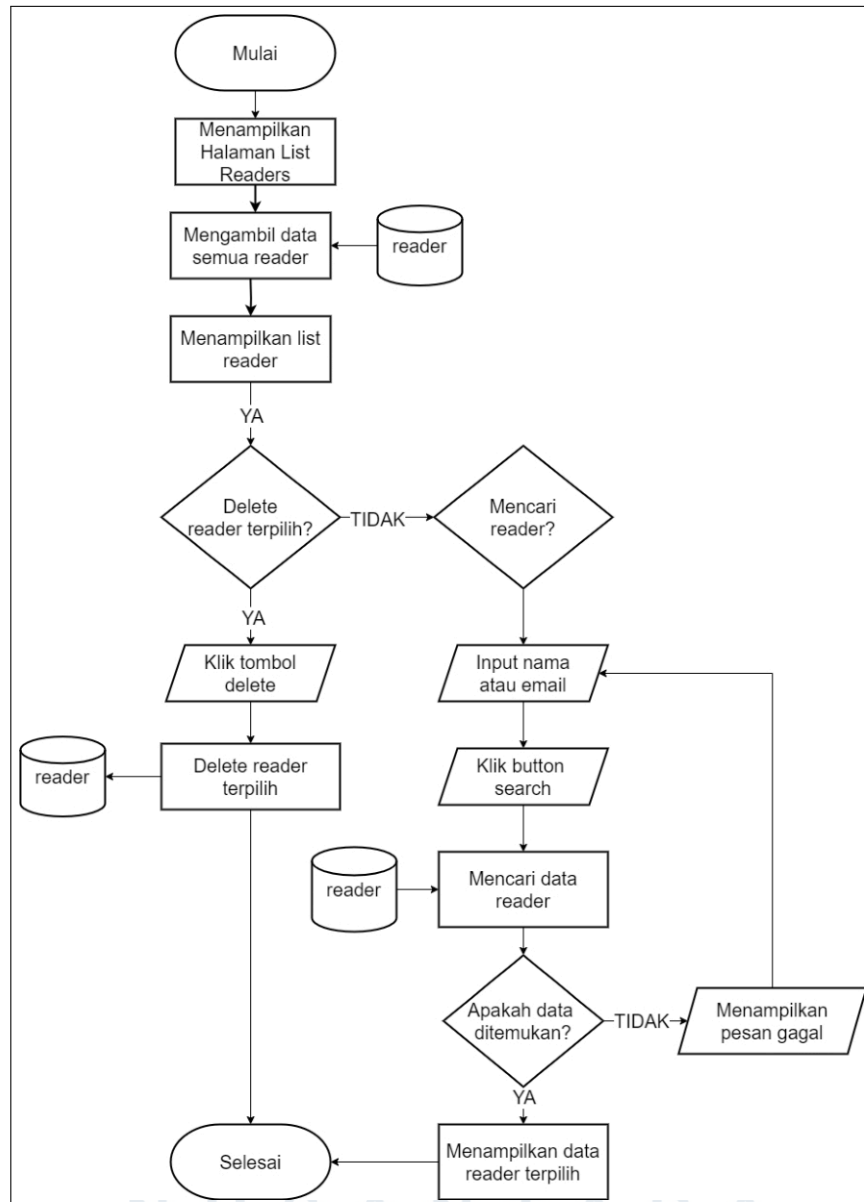 Mulai
Menampilkan
Halaman List
Readers
Mengambil data
semua reader
reader
Menampilkan list
reader
YA
Delete
reader terpilih?
TIDAK
Mencari
reader?
YA
Klik tombol
delete
Input nama
atau email
reader
Delete reader
terpilih
Klik button
search
reader
Mencari data
reader
Apakah data
ditemukan?
TIDAK
Menampilkan
pesan gagal
YA
Selesai
Menampilkan data
reader terpilih